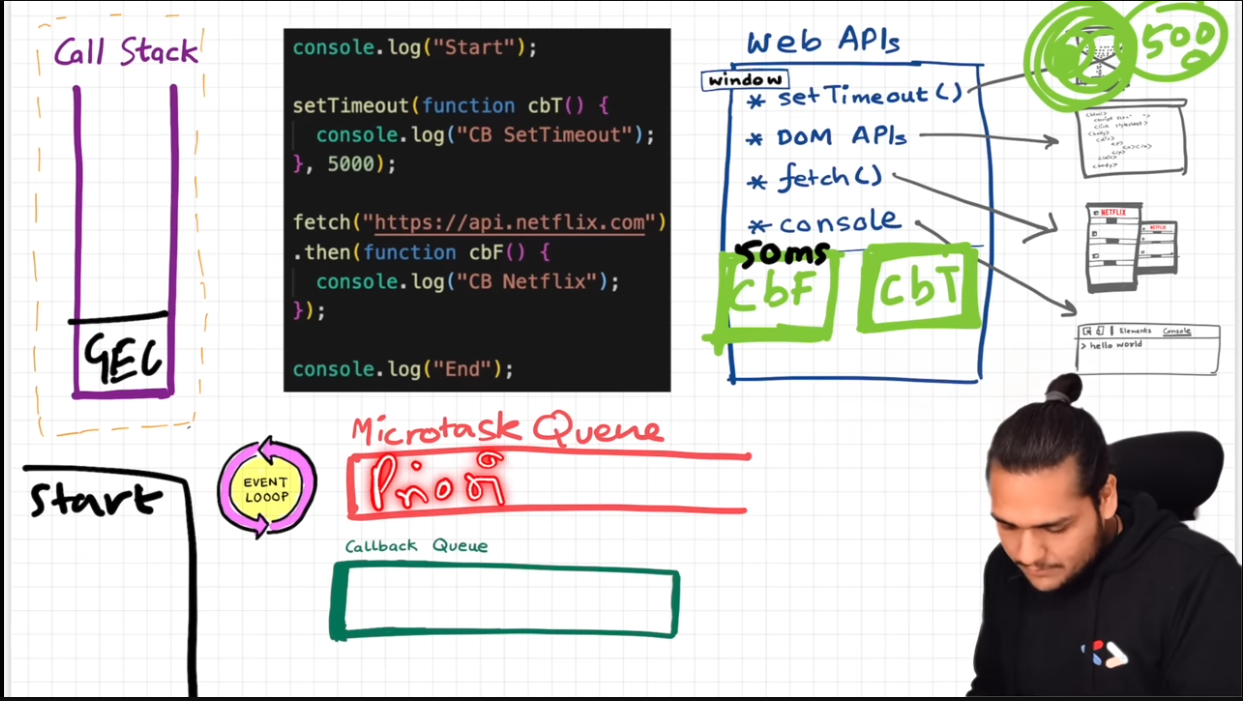 Call Stack
GEC
console.log("Start");
setTimeout(function cbT() {
console.log("CB SetTimeout");
}, 5000);
fetch("https://api.netflix.com")
.then(function cbF() {
console.log("CB Netflix");
});
console.log("End");
Web APIs
window
* setTimeout()
* DOM APIs
* fetch()
* console
50ms
cbF
cbT
500
NETFLIX
NETFLIX
Elements Console
> hello world
Start
EVENT
LOOOP
Microtask Queue
Callback Queue